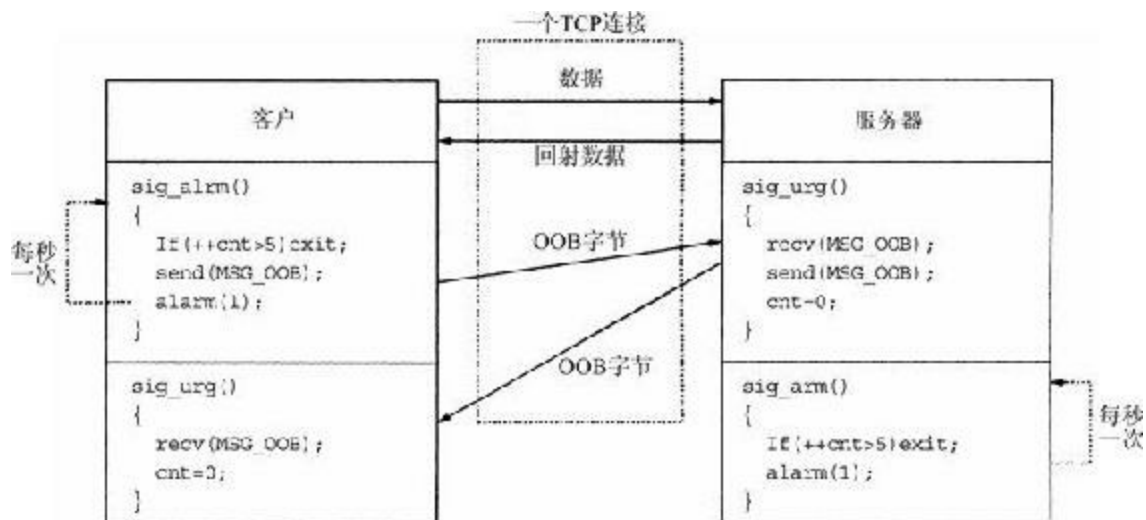 一个TCP连接
客户
数据
服务器
回射数据
sig_alrm()
{
If(++cnt>5)exit;
send(MSG_OOB);
alarm(1);
}
每秒
一次
OOB字节
sig_urg()
{
recv(MSG_OOB);
send(MSG_OOB);
cnt=0;
}
OOB字节
sig_urg()
{
recv(MSG_OOB);
cnt=0;
}
sig_arm()
{
If(++cnt>5)exit;
alarm(1);
}
每秒
一次